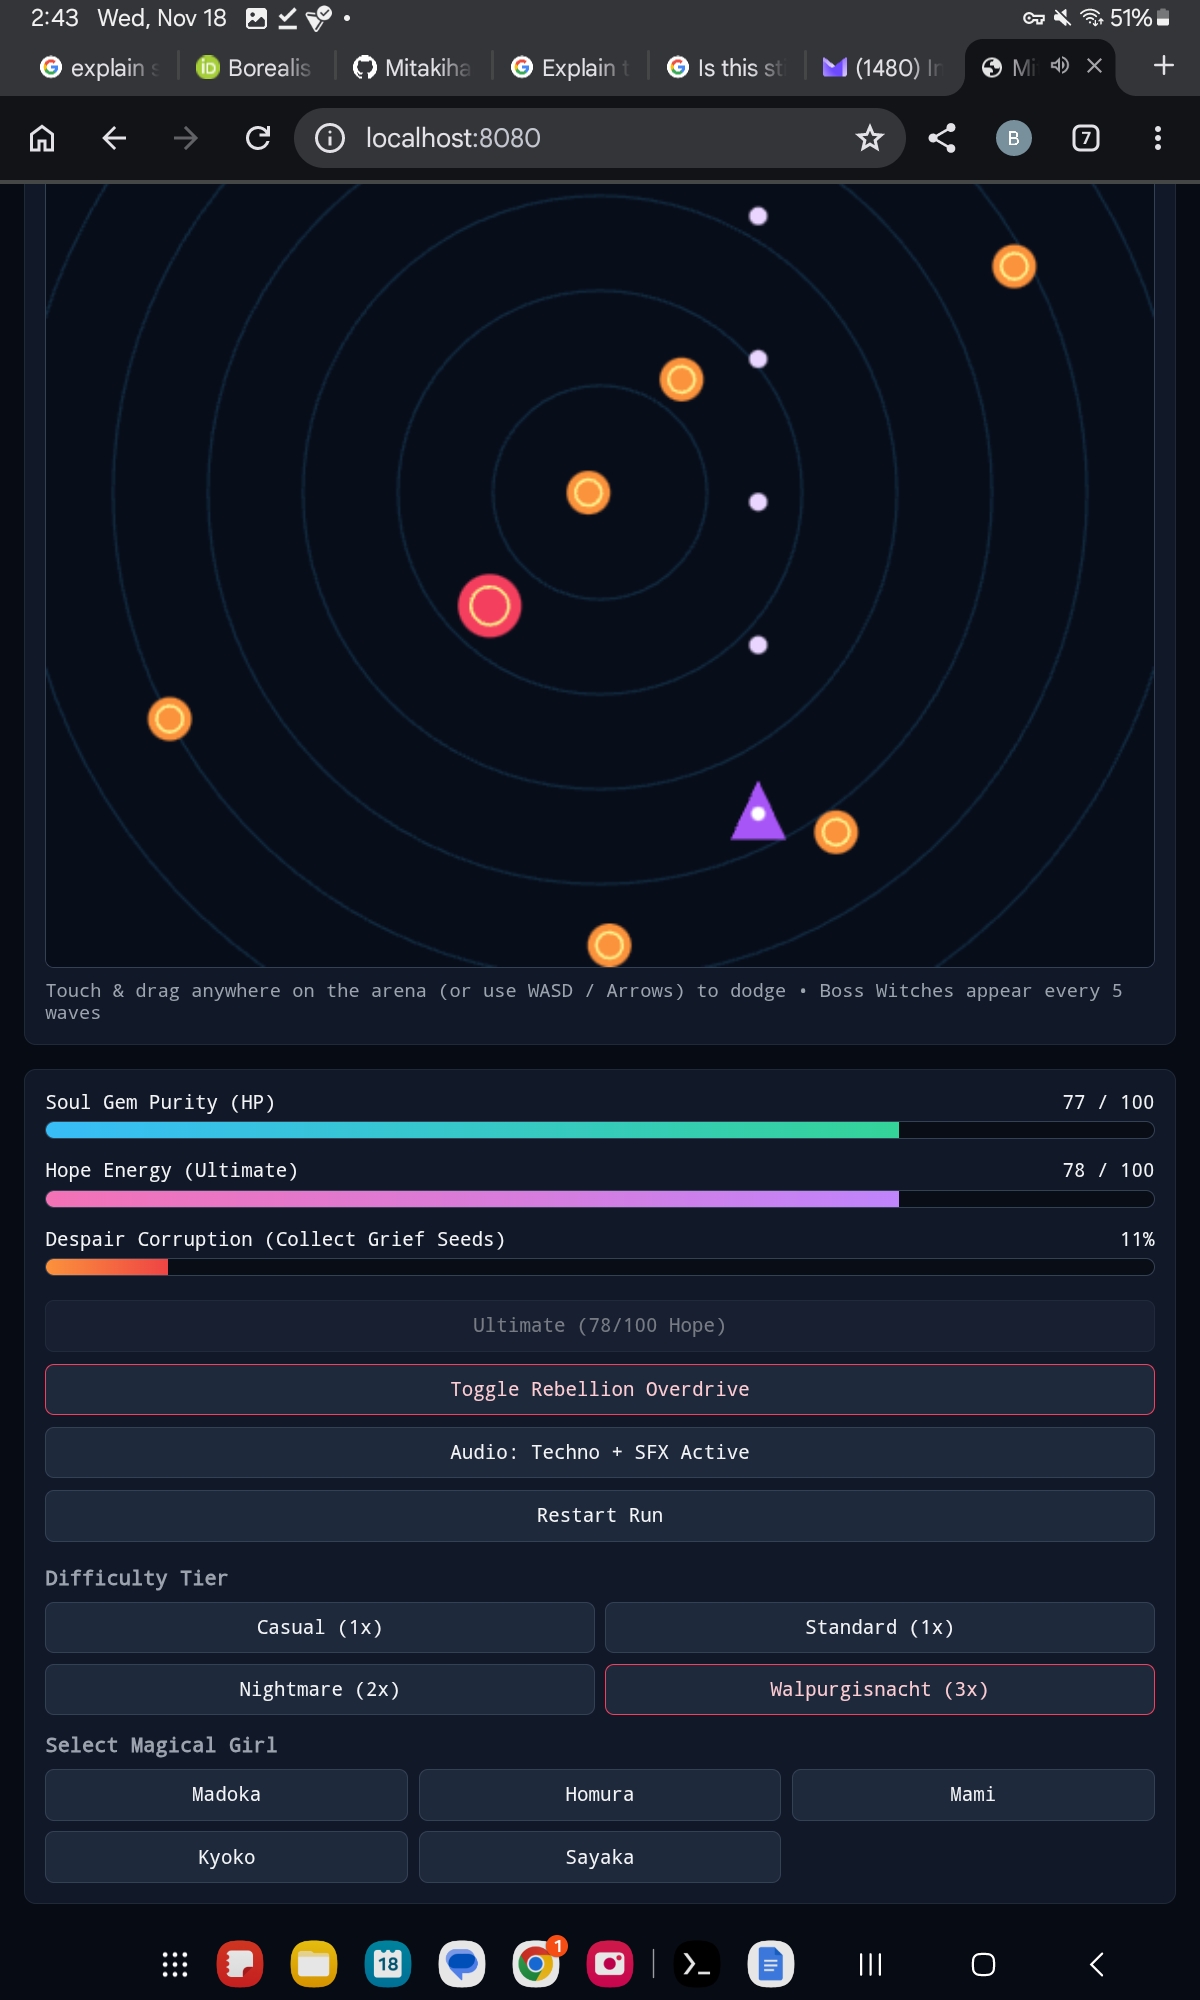 2:43 Wed, Nov 18 51%
explain s
Borealis
Mitakiha
Explain t
Is this sti
(1480) In
Mi
localhost:8080
B
7
Touch & drag anywhere on the arena (or use WASD / Arrows) to dodge • Boss Witches appear every 5
waves
Soul Gem Purity (HP) 77 / 100
Hope Energy (Ultimate) 78 / 100
Despair Corruption (Collect Grief Seeds) 11%
Ultimate (78/100 Hope)
Toggle Rebellion Overdrive
Audio: Techno + SFX Active
Restart Run
Difficulty Tier
Casual (1x) Standard (1x)
Nightmare (2x) Walpurgisnacht (3x)
Select Magical Girl
Madoka Homura Mami
Kyoko Sayaka
18
1